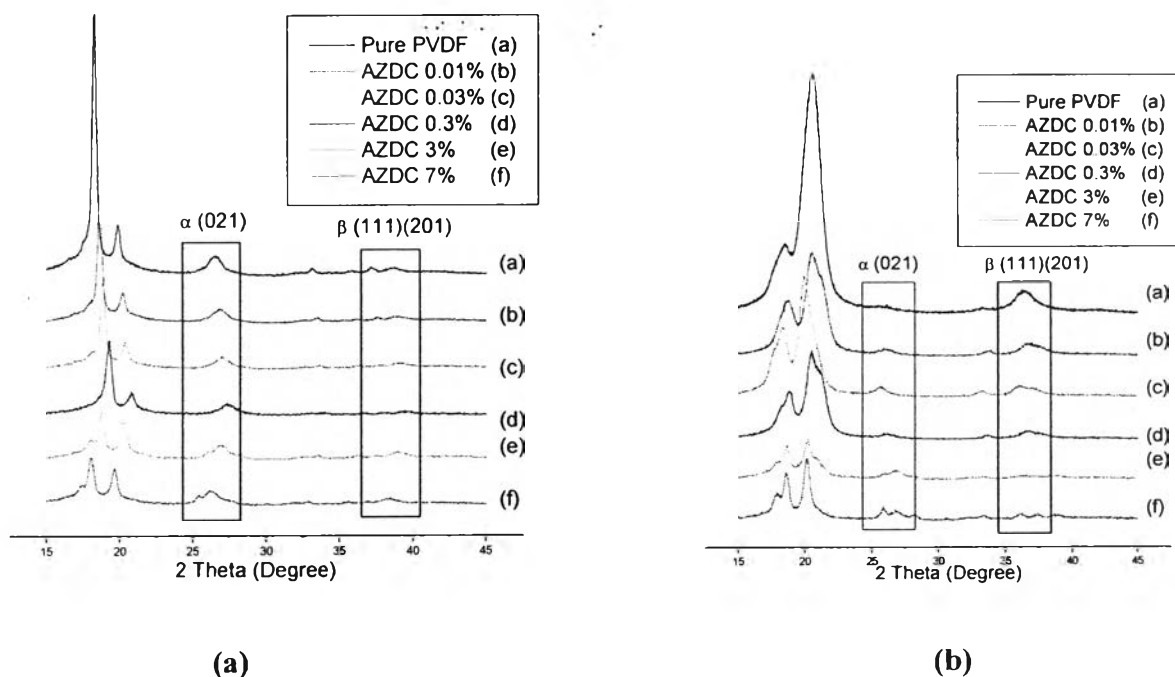 Pure PVDF (a)
AZDC 0.01% (b)
AZDC 0.03% (c)
AZDC 0.3% (d)
AZDC 3% (e)
AZDC 7% (f)
α (021)
β (111)(201)
(a)
(b)
(c)
(d)
(e)
(f)
15 20 25 30 35 40 45
2 Theta (Degree)
(a)
Pure PVDF (a)
AZDC 0.01% (b)
AZDC 0.03% (c)
AZDC 0.3% (d)
AZDC 3% (e)
AZDC 7% (f)
α (021)
β (111)(201)
(a)
(b)
(c)
(d)
(e)
(f)
15 20 25 30 35 40 45
2 Theta (Degree)
(b)